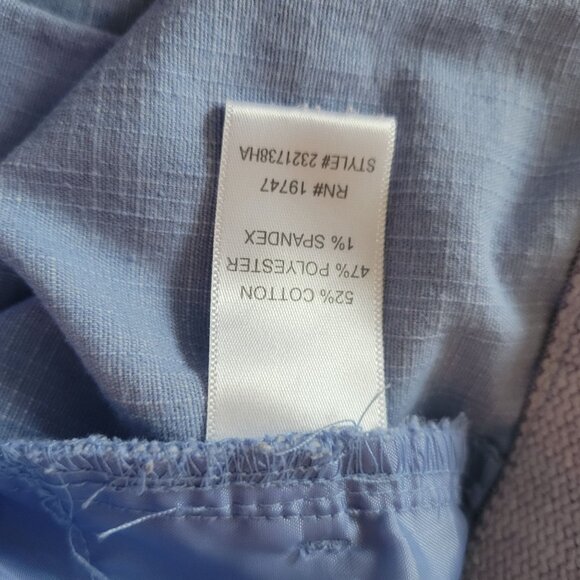 52% COTTON
47% POLYESTER
1% SPANDEX
RN# 19747
STYLE# 2321738HA